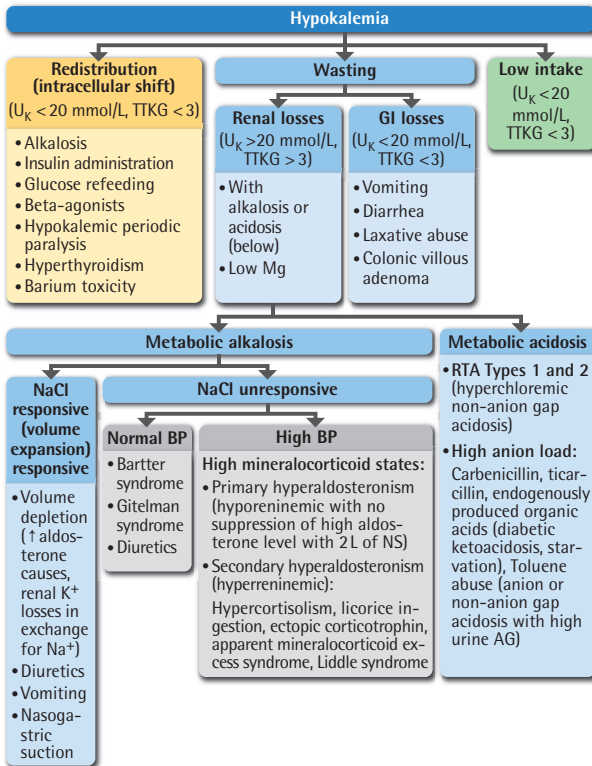 Hypokalemia
Redistribution
(intracellular shift)
(U_K < 20 mmol/L, TTKG < 3)
• Alkalosis
• Insulin administration
• Glucose refeeding
• Beta-agonists
• Hypokalemic periodic
paralysis
• Hyperthyroidism
• Barium toxicity
Wasting
Renal losses
(U_K >20 mmol/L,
TTKG > 3)
• With
alkalosis or
acidosis
(below)
• Low Mg
GI losses
(U_K <20 mmol/L,
TTKG <3)
• Vomiting
• Diarrhea
• Laxative abuse
• Colonic villous
adenoma
Low intake
(U_K <20
mmol/L,
TTKG < 3)
Metabolic alkalosis
NaCl
responsive
(volume
expansion)
responsive
• Volume
depletion
(↑ aldos-
terone
causes,
renal K⁺
losses in
exchange
for Na⁺)
• Diuretics
• Vomiting
• Nasoga-
stric
suction
NaCl unresponsive
Normal BP
• Bartter
syndrome
• Gitelman
syndrome
• Diuretics
High BP
High mineralocorticoid states:
• Primary hyperaldosteronism
(hyporeninemic with no
suppression of high aldos-
terone level with 2 L of NS)
• Secondary hyperaldosteronism
(hyperreninemic):
Hypercortisolism, licorice in-
gestion, ectopic corticotrophin,
apparent mineralocorticoid ex-
cess syndrome, Liddle syndrome
Metabolic acidosis
• RTA Types 1 and 2
(hyperchloremic
non-anion gap
acidosis)
• High anion load:
Carbenicillin, ticar-
cillin, endogenously
produced organic
acids (diabetic
ketoacidosis, star-
vation), Toluene
abuse (anion or
non-anion gap
acidosis with high
urine AG)